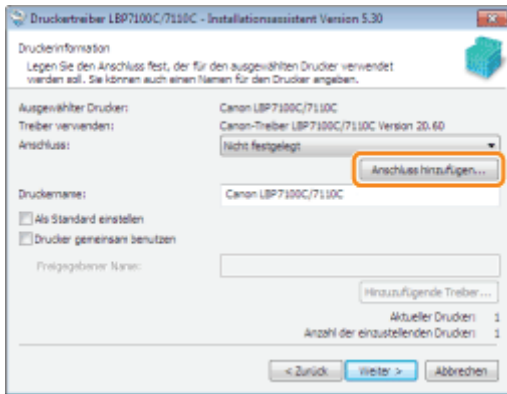 Druckertreiber LBP7100C/7110C - Installationsassistent Version 5.30
Druckerinformation
Legen Sie den Anschluss fest, der für den ausgewählten Drucker verwendet
werden soll. Sie können auch einen Namen für den Drucker angeben.
Ausgewählter Drucker: Canon LBP7100C/7110C
Treiber verwenden: Canon-Treiber LBP7100C/7110C Version 20.60
Anschluss: Nicht festgelegt
Anschluss hinzufügen...
Druckername: Canon LBP7100C/7110C
Als Standard einstellen
Drucker gemeinsam benutzen
Freigegebener Name:
Hinzuzufügende Treiber...
Aktueller Drucker: 1
Anzahl der einzustellenden Drucker: 1
< Zurück Weiter > Abbrechen